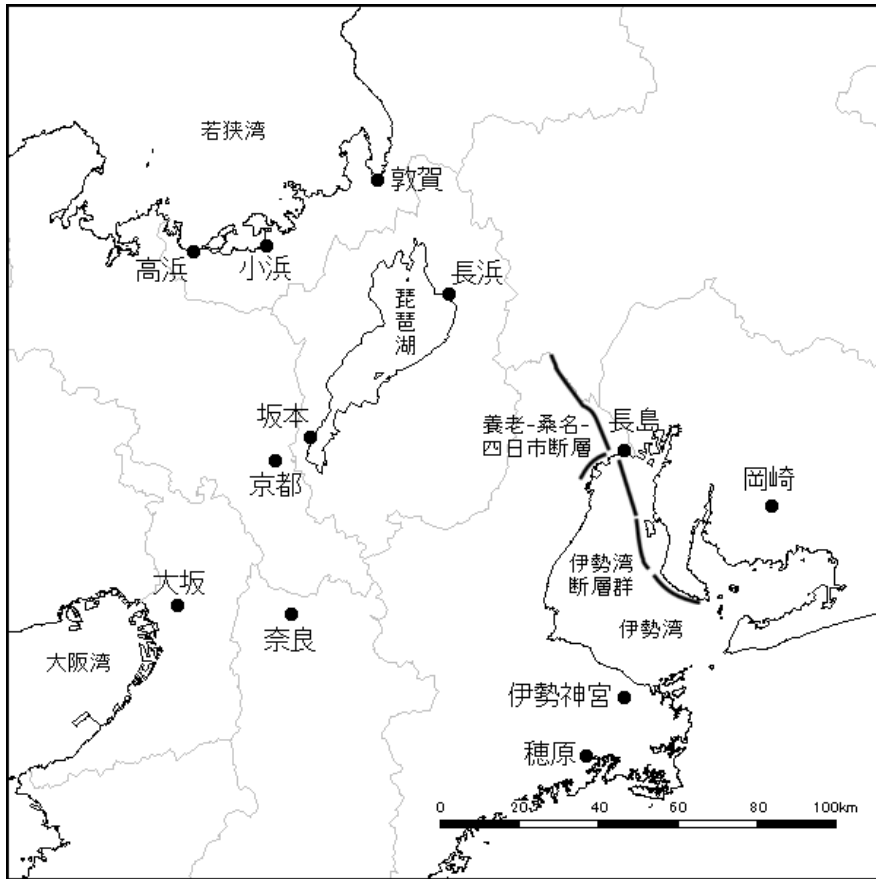 若狭湾
敦賀
高浜
小浜
長浜
琵琶湖
坂本
京都
養老-桑名-
四日市断層
長島
岡崎
大坂
奈良
伊勢湾
断層群
伊勢湾
大阪湾
伊勢神宮
穂原
0 20 40 60 80 100km